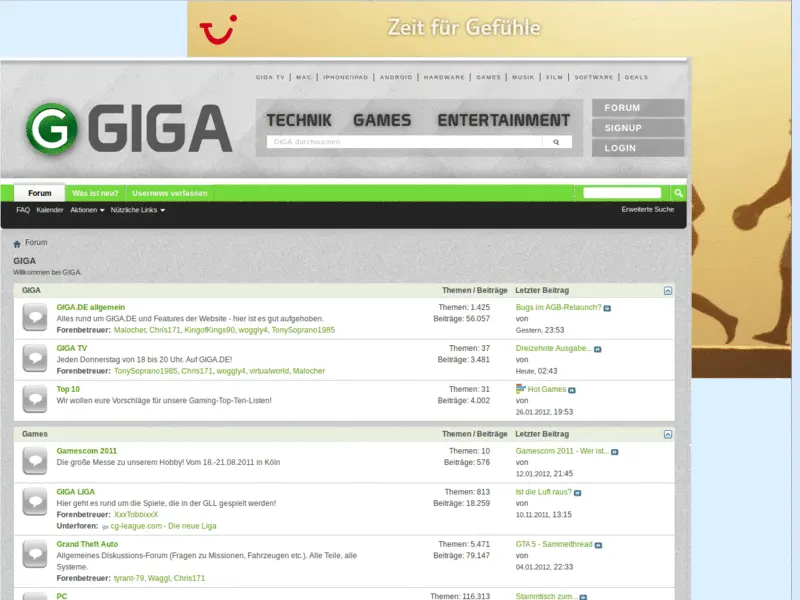 Zeit für Gefühle
GIGA TV | MAC | IPHONE/IPAD | ANDROID | HARDWARE | GAMES | MUSIK | FILM | SOFTWARE | DEALS
G GIGA
TECHNIK GAMES ENTERTAINMENT
GIGA durchsuchen
FORUM
SIGNUP
LOGIN
Forum Was ist neu? Usernews verfassen
FAQ Kalender Aktionen Nützliche Links Erweiterte Suche
Forum
GIGA
Willkommen bei GIGA.
GIGA Themen / Beiträge Letzter Beitrag
GIGA.DE allgemein Themen: 1.425 Bugs im AGB-Relaunch?
Alles rund um GIGA.DE und Features der Website - hier ist es gut aufgehoben. Beiträge: 56.057 von
Forenbetreuer: Malocher, Chris171, KingofKings90, woggly4, TonySoprano1985 Gestern, 23:53
GIGA TV Themen: 37 Dreizehnte Ausgabe...
Jeden Donnerstag von 18 bis 20 Uhr. Auf GIGA.DE! Beiträge: 3.481 von
Forenbetreuer: TonySoprano1985, Chris171, woggly4, virtualworld, Malocher Heute, 02:43
Top 10 Themen: 31 Hot Games
Wir wollen eure Vorschläge für unsere Gaming-Top-Ten-Listen! Beiträge: 4.002 von
26.01.2012, 19:53
Games Themen / Beiträge Letzter Beitrag
Gamescom 2011 Themen: 10 Gamescom 2011 - Wer ist...
Die große Messe zu unserem Hobby! Vom 18.-21.08.2011 in Köln Beiträge: 576 von
12.01.2012, 21:45
GIGA LIGA Themen: 813 Ist die Luft raus?
Hier geht es rund um die Spiele, die in der GLL gespielt werden! Beiträge: 18.259 von
Forenbetreuer: XxxTobbixxX 10.11.2011, 13:15
Unterforen: cg-league.com - Die neue Liga
Grand Theft Auto Themen: 5.471 GTA 5 - Sammelthread
Allgemeines Diskussions-Forum (Fragen zu Missionen, Fahrzeugen etc.). Alle Teile, alle Beiträge: 79.147 von
Systeme. 04.01.2012, 22:33
Forenbetreuer: tyrant-79, Waggl, Chris171
PC Themen: 116.313 Stammtisch zum...